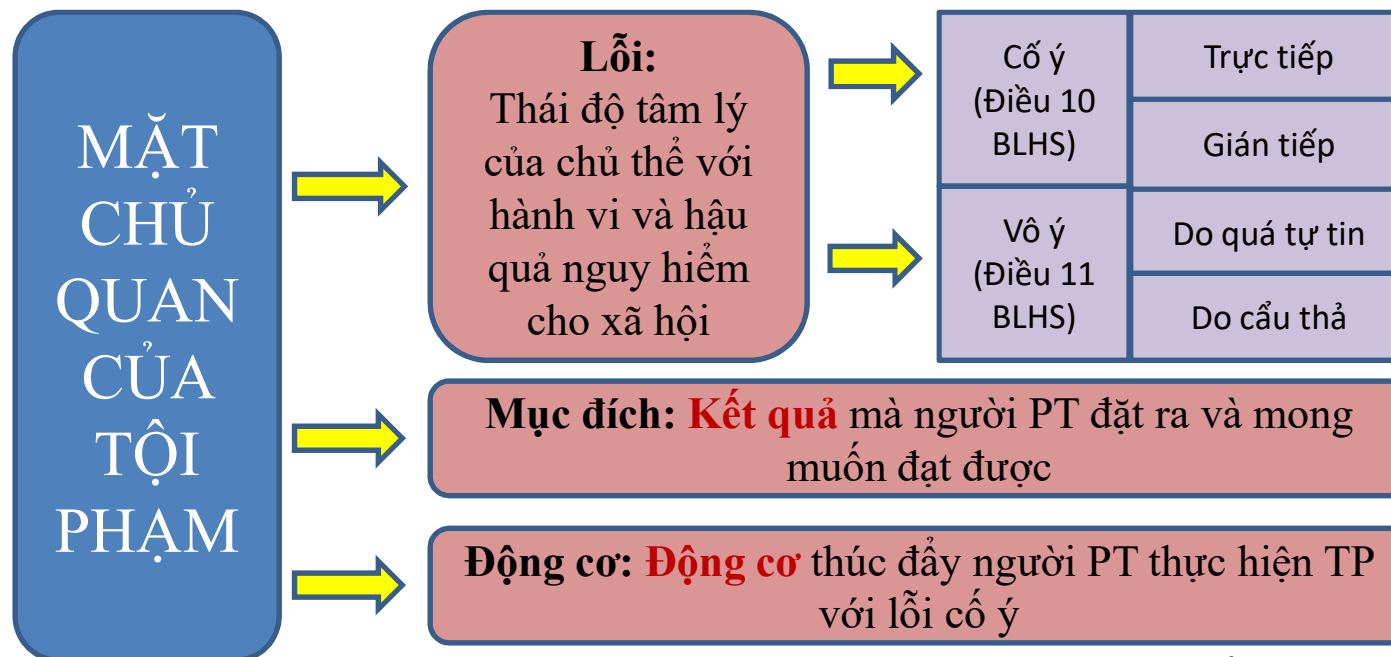 MẶT
CHỦ
QUAN
CỦA
TỘI
PHẠM
Lỗi:
Thái độ tâm lý
của chủ thể với
hành vi và hậu
quả nguy hiểm
cho xã hội
Cố ý
(Điều 10
BLHS)
Trực tiếp
Gián tiếp
Vô ý
(Điều 11
BLHS)
Do quá tự tin
Do cẩu thả
Mục đích: Kết quả mà người PT đặt ra và mong
muốn đạt được
Động cơ: Động cơ thúc đẩy người PT thực hiện TP
với lỗi cố ý